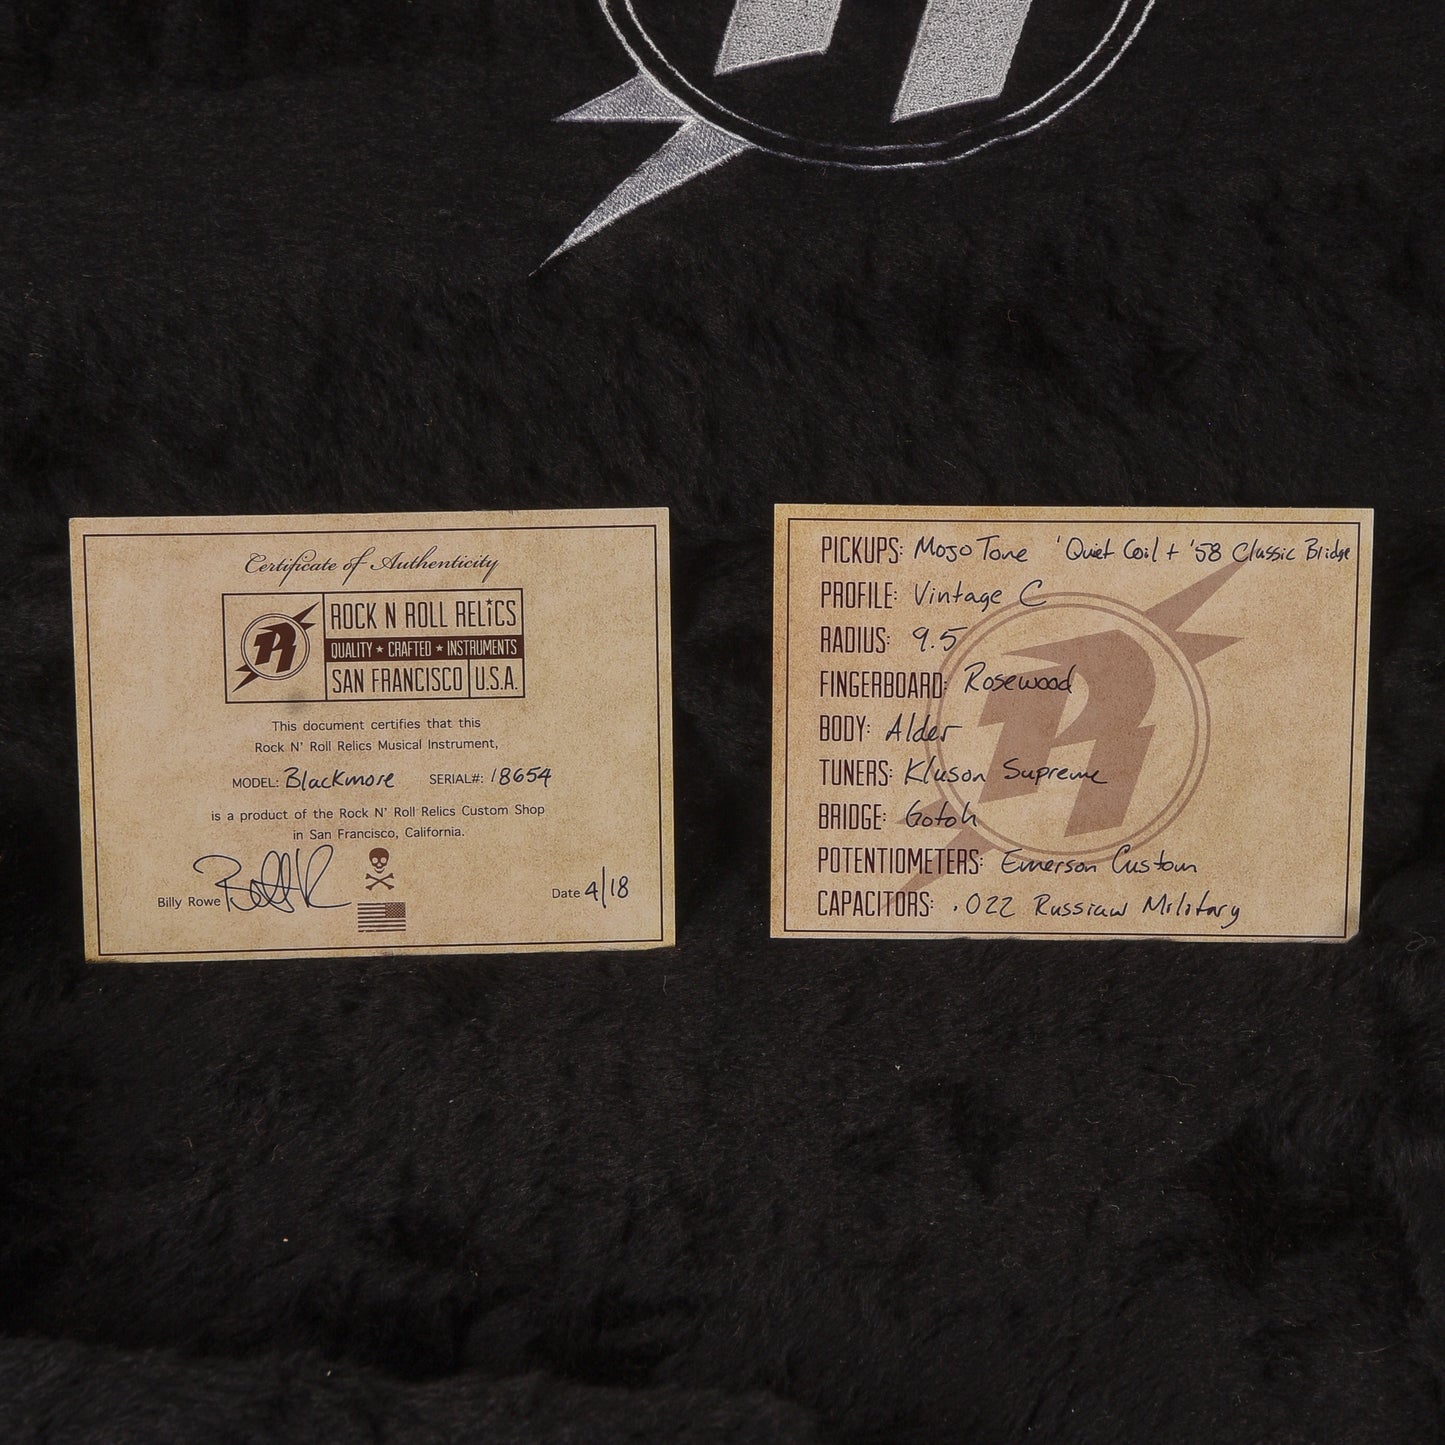 Certificate of Authenticity
ROCK N ROLL RELICS
QUALITY ★ CRAFTED ★ INSTRUMENTS
SAN FRANCISCO U.S.A.
This document certifies that this
Rock N' Roll Relics Musical Instrument,
MODEL: Blackmore SERIAL#: 18654
is a product of the Rock N' Roll Relics Custom Shop
in San Francisco, California.
Billy Rowe
Date 4/18
PICKUPS: MojoTone 'Quiet Coil + '58 Classic Bridge
PROFILE: Vintage C
RADIUS: 9.5
FINGERBOARD: Rosewood
BODY: Alder
TUNERS: Kluson Supreme
BRIDGE: Gotoh
POTENTIOMETERS: Emerson Custom
CAPACITORS: .022 Russian Military